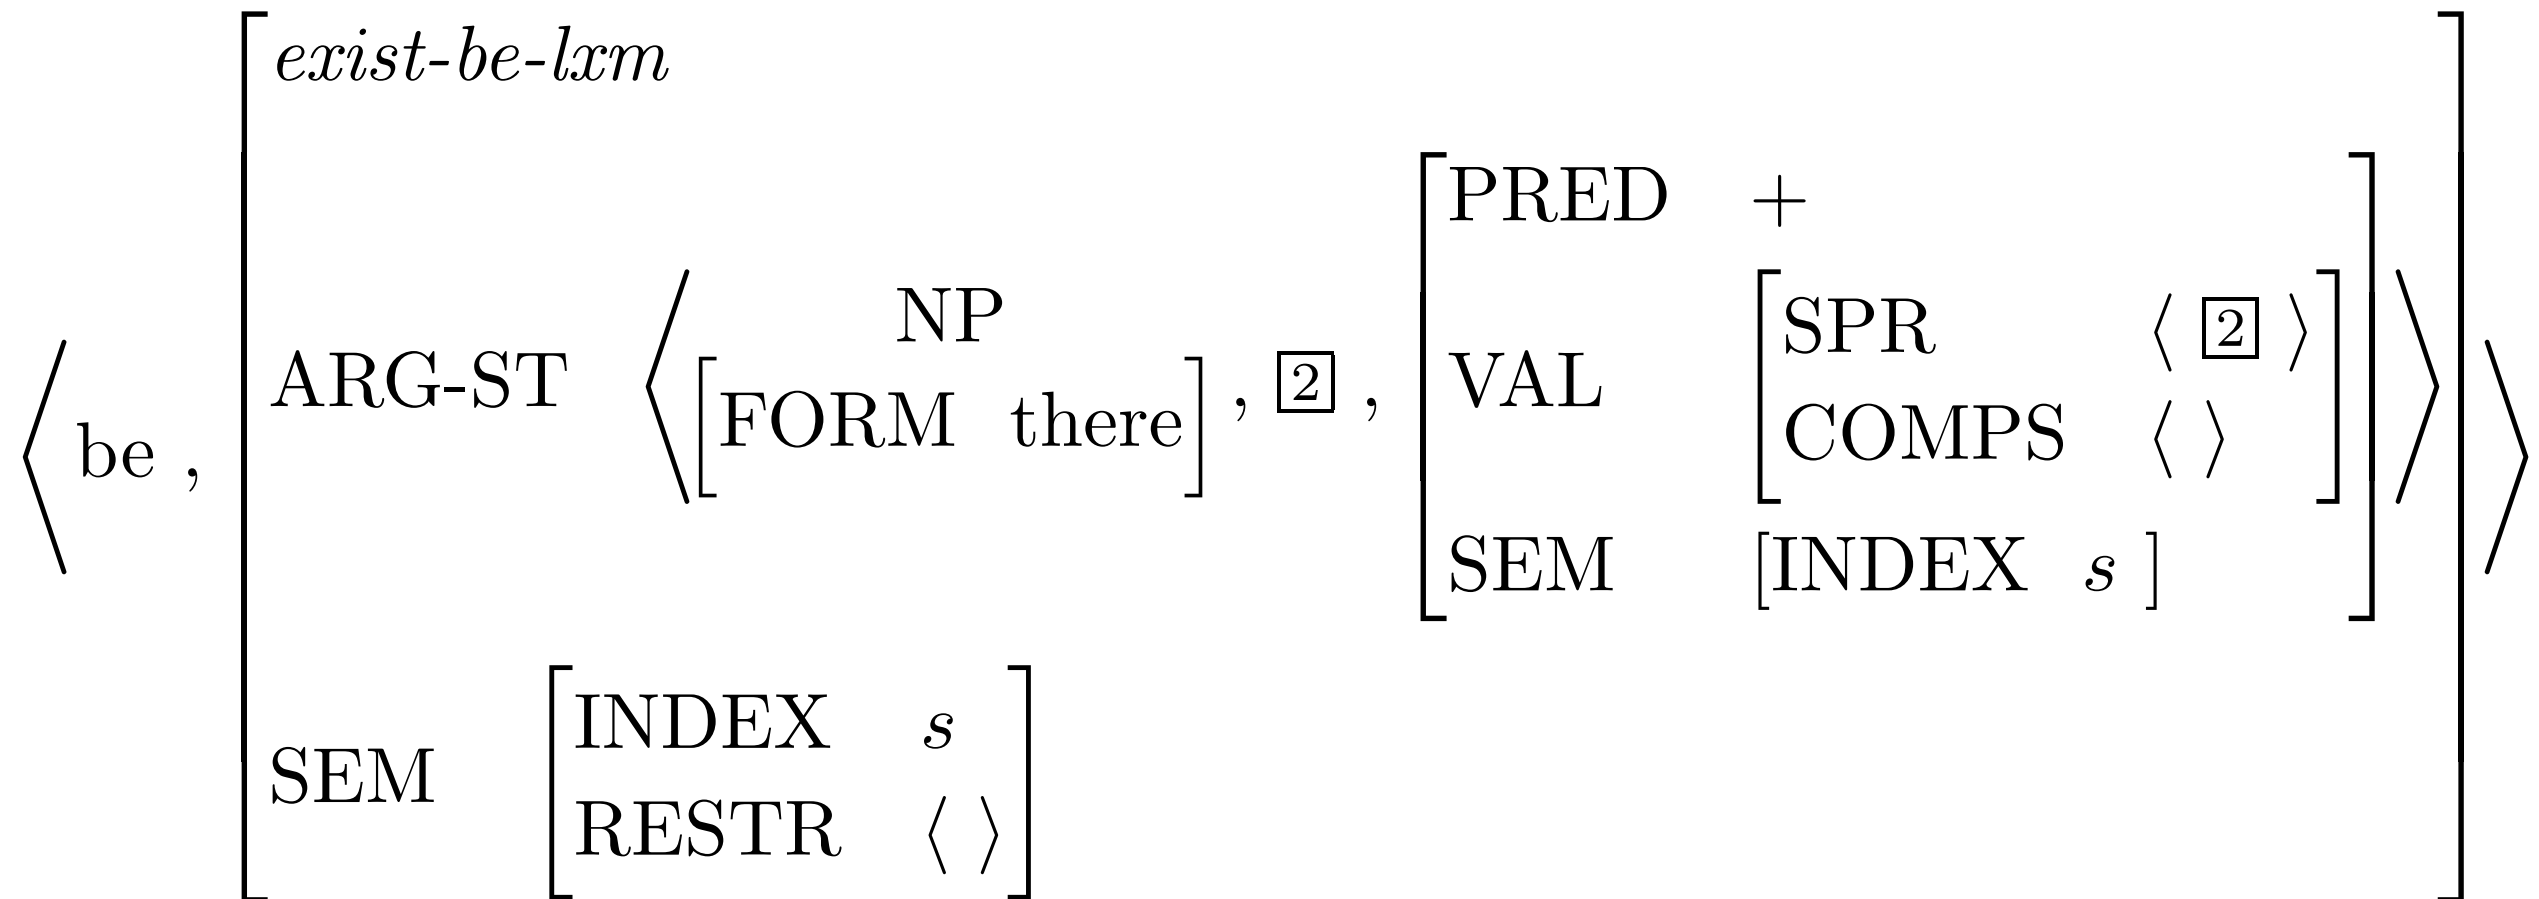 exist-be-lxm
PRED +
NP
SPR ⟨ 2 ⟩
ARG-ST ⟨ [FORM there] , 2 , VAL
COMPS ⟨ ⟩
⟨ be ,
SEM [INDEX s ]
INDEX s
SEM
RESTR ⟨ ⟩